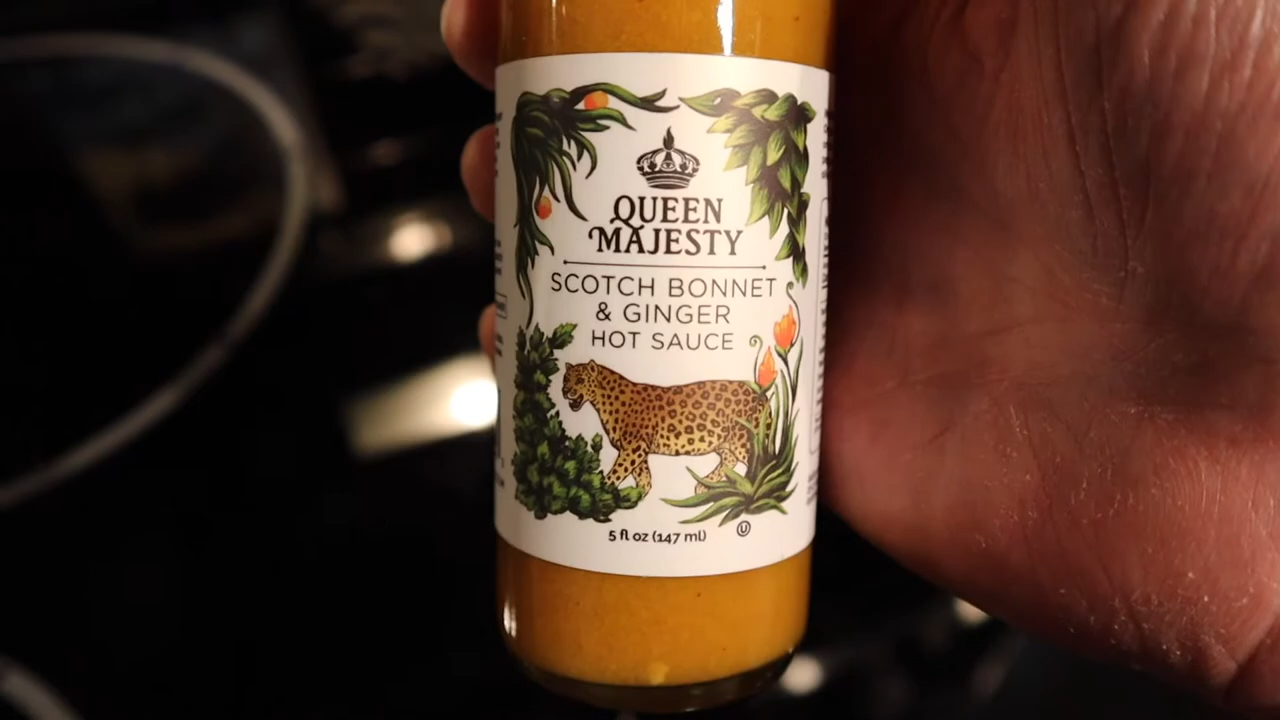 QUEEN
MAJESTY
SCOTCH BONNET
& GINGER
HOT SAUCE
5 fl oz (147 ml)
U